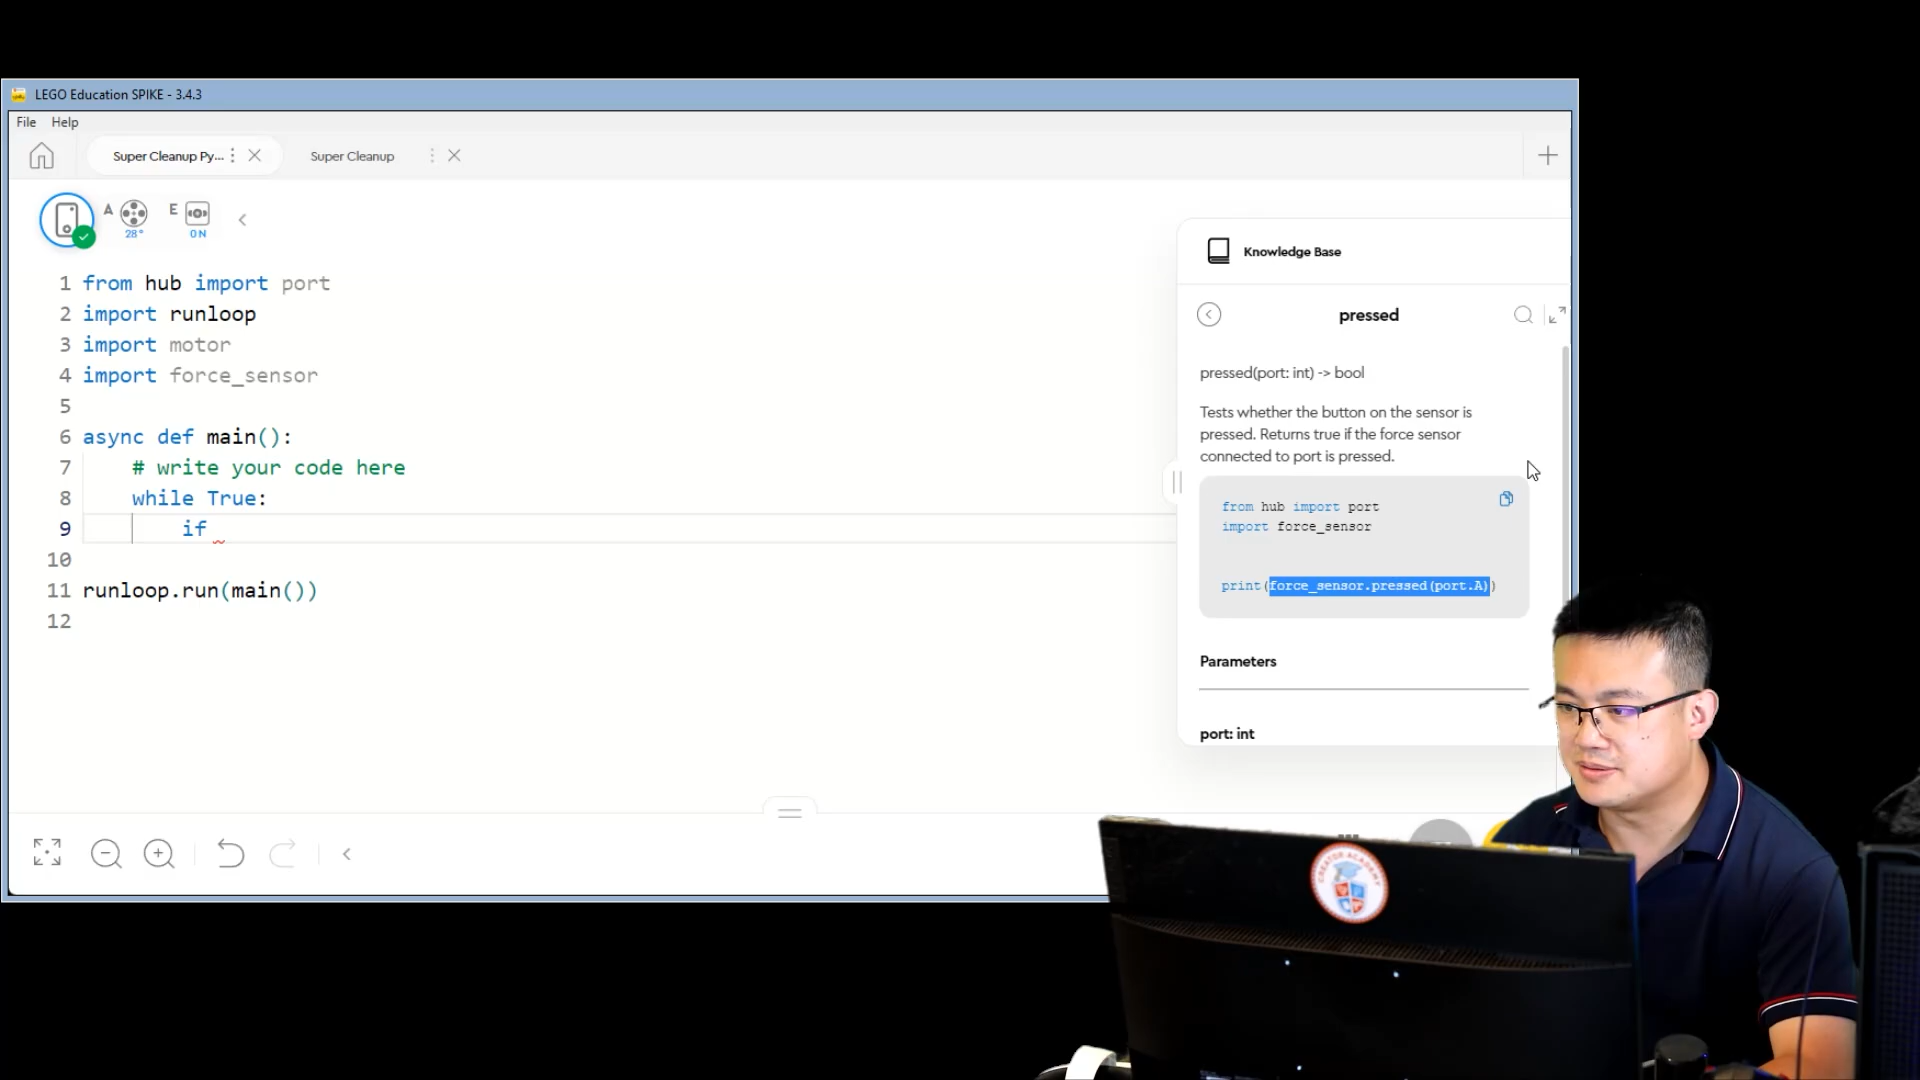 LEGO Education SPIKE - 3.4.3
File Help
Super Cleanup Py...
Super Cleanup
A
28°
E
ON
1 from hub import port
2 import runloop
3 import motor
4 import force_sensor
5
6 async def main():
7 # write your code here
8 while True:
9 if
10
11 runloop.run(main())
12
Knowledge Base
pressed
pressed(port: int) -> bool
Tests whether the button on the sensor is
pressed. Returns true if the force sensor
connected to port is pressed.
from hub import port
import force_sensor
print(force_sensor.pressed(port.A))
Parameters
port: int
CREATOR ACADEMY